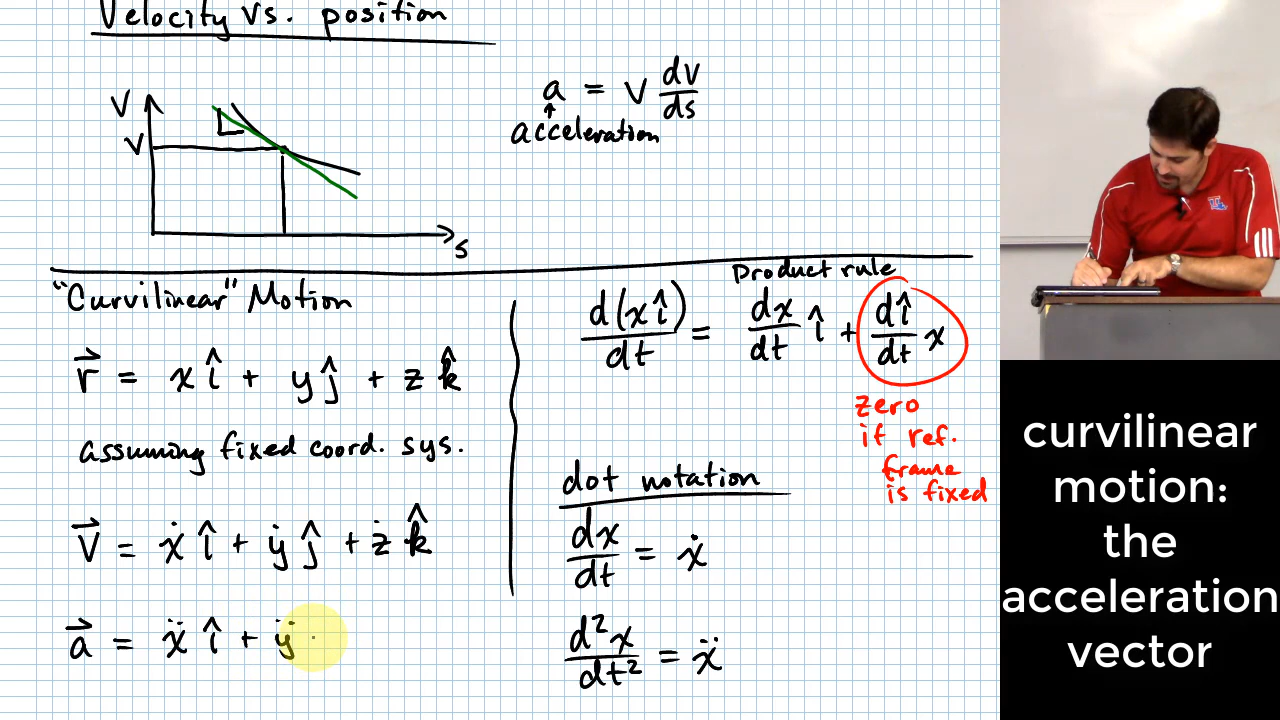 Velocity vs. position
a = v dv/ds
acceleration
V
V
s
"Curvilinear" Motion
r⃗ = x î + y ĵ + z k̂
assuming fixed coord. sys.
V⃗ = ẋ î + ẏ ĵ + ż k̂
a⃗ = ẍ î + ÿ
Product rule
d(x î)/dt = dx/dt î + dî/dt x
zero
if ref.
frame
is fixed
dot notation
dx/dt = ẋ
d²x/dt² = ẍ
curvilinear
motion:
the
acceleration
vector